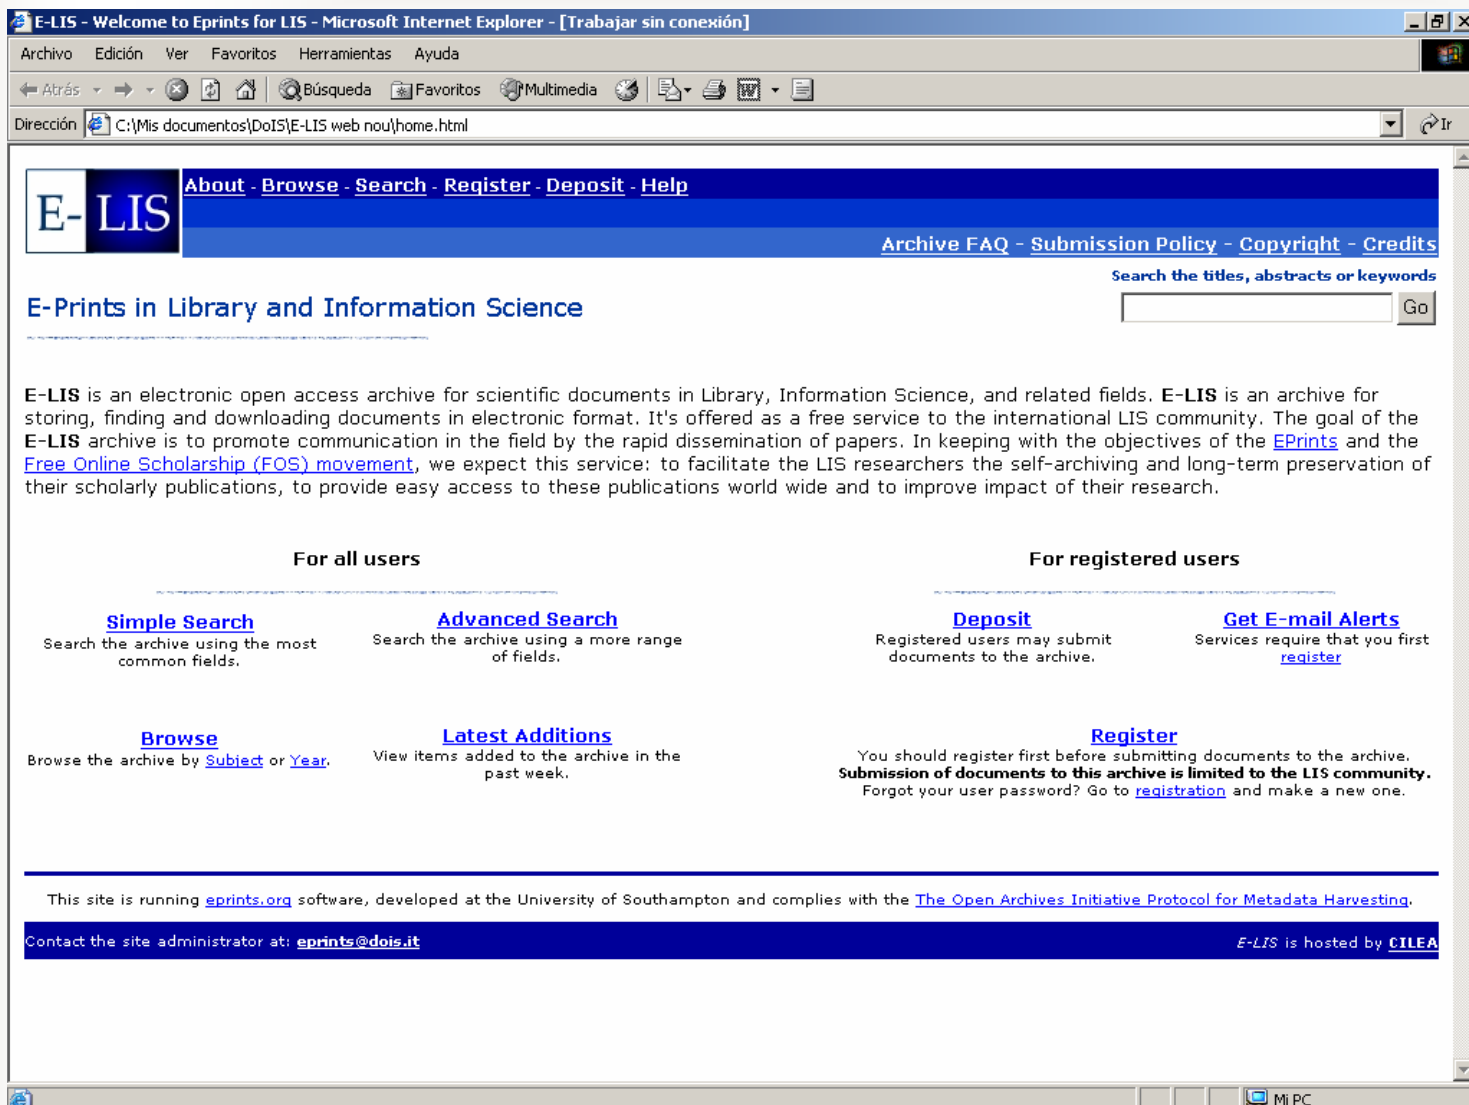 E-LIS - Welcome to Eprints for LIS - Microsoft Internet Explorer - [Trabajar sin conexión]
Archivo Edición Ver Favoritos Herramientas Ayuda
Atrás Búsqueda Favoritos Multimedia
Dirección C:\Mis documentos\DoIS\E-LIS web nou\home.html Ir
E-LIS
About - Browse - Search - Register - Deposit - Help
Archive FAQ - Submission Policy - Copyright - Credits
Search the titles, abstracts or keywords
E-Prints in Library and Information Science
Go
E-LIS is an electronic open access archive for scientific documents in Library, Information Science, and related fields. E-LIS is an archive for
storing, finding and downloading documents in electronic format. It's offered as a free service to the international LIS community. The goal of the
E-LIS archive is to promote communication in the field by the rapid dissemination of papers. In keeping with the objectives of the EPrints and the
Free Online Scholarship (FOS) movement, we expect this service: to facilitate the LIS researchers the self-archiving and long-term preservation of
their scholarly publications, to provide easy access to these publications world wide and to improve impact of their research.
For all users
Simple Search
Search the archive using the most
common fields.
Advanced Search
Search the archive using a more range
of fields.
Browse
Browse the archive by Subject or Year.
Latest Additions
View items added to the archive in the
past week.
For registered users
Deposit
Registered users may submit
documents to the archive.
Get E-mail Alerts
Services require that you first
register
Register
You should register first before submitting documents to the archive.
Submission of documents to this archive is limited to the LIS community.
Forgot your user password? Go to registration and make a new one.
This site is running eprints.org software, developed at the University of Southampton and complies with the The Open Archives Initiative Protocol for Metadata Harvesting.
Contact the site administrator at: eprints@dois.it
E-LIS is hosted by CILEA
Mi PC